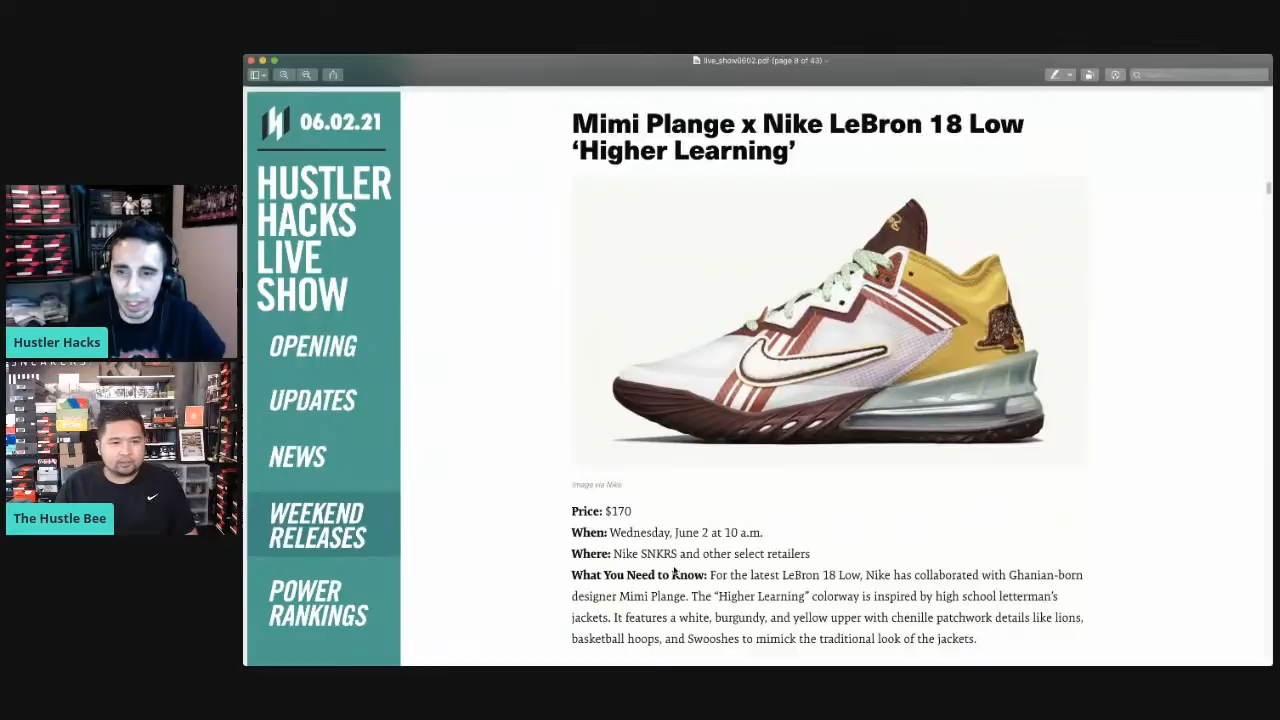 live_show0602.pdf (page 8 of 43)
06.02.21
HUSTLER
HACKS
LIVE
SHOW
OPENING
UPDATES
NEWS
WEEKEND
RELEASES
POWER
RANKINGS
Hustler Hacks
The Hustle Bee
Mimi Plange x Nike LeBron 18 Low
‘Higher Learning’
Image via Nike
Price: $170
When: Wednesday, June 2 at 10 a.m.
Where: Nike SNKRS and other select retailers
What You Need to Know: For the latest LeBron 18 Low, Nike has collaborated with Ghanian-born
designer Mimi Plange. The “Higher Learning” colorway is inspired by high school letterman’s
jackets. It features a white, burgundy, and yellow upper with chenille patchwork details like lions,
basketball hoops, and Swooshes to mimick the traditional look of the jackets.